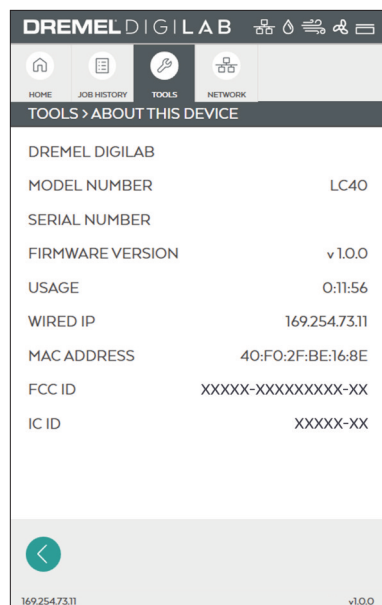 DREMEL DIGILAB
HOME JOB HISTORY TOOLS NETWORK
TOOLS > ABOUT THIS DEVICE
DREMEL DIGILAB
MODEL NUMBER LC40
SERIAL NUMBER
FIRMWARE VERSION v 1.0.0
USAGE 0:11:56
WIRED IP 169.254.73.11
MAC ADDRESS 40:F0:2F:BE:16:8E
FCC ID XXXXX-XXXXXXXXX-XX
IC ID XXXXX-XX
169.254.73.11 v1.0.0